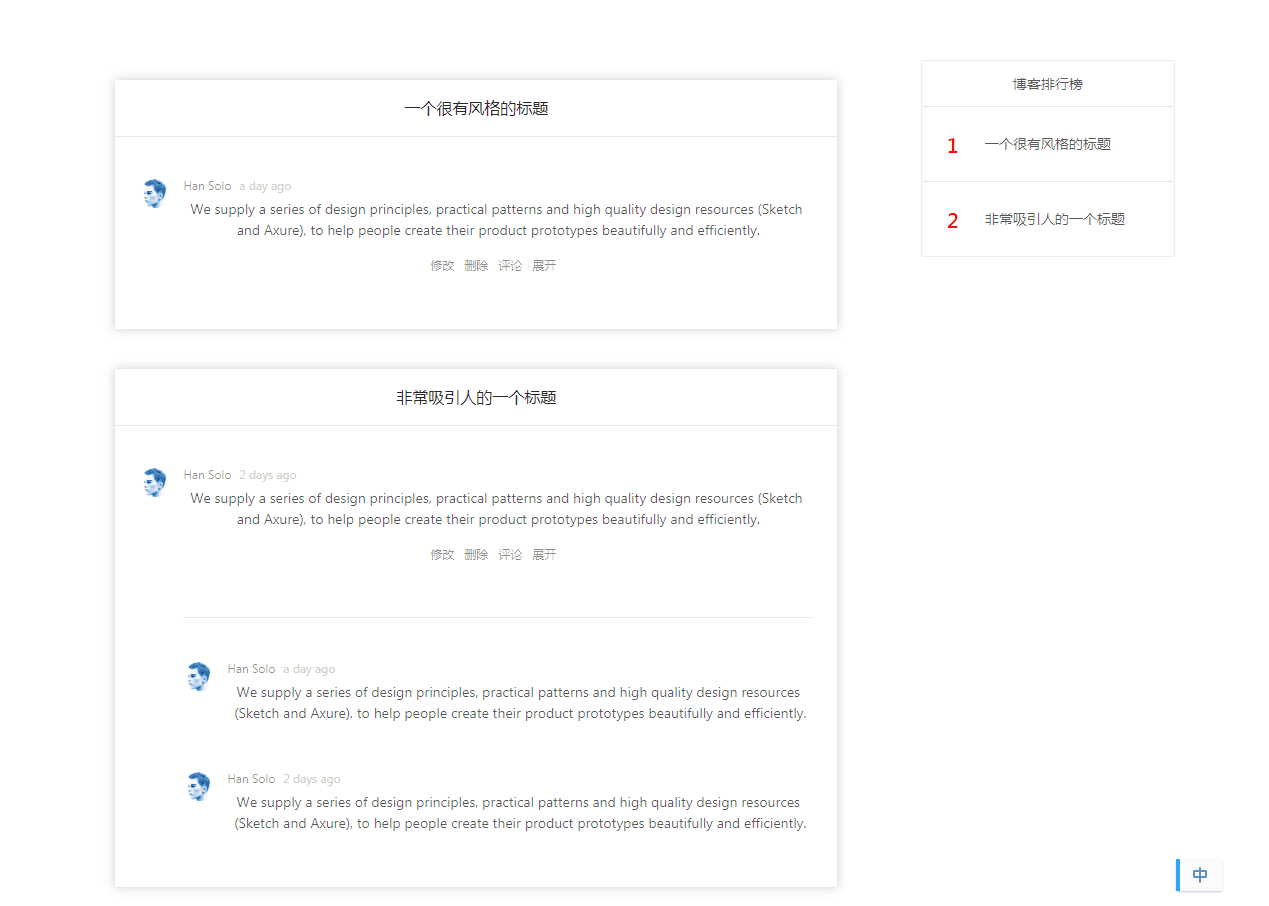 一个很有风格的标题
Han Solo a day ago
We supply a series of design principles, practical patterns and high quality design resources (Sketch
and Axure), to help people create their product prototypes beautifully and efficiently.
修改 删除 评论 展开
非常吸引人的一个标题
Han Solo 2 days ago
We supply a series of design principles, practical patterns and high quality design resources (Sketch
and Axure), to help people create their product prototypes beautifully and efficiently.
修改 删除 评论 展开
Han Solo a day ago
We supply a series of design principles, practical patterns and high quality design resources
(Sketch and Axure), to help people create their product prototypes beautifully and efficiently.
Han Solo 2 days ago
We supply a series of design principles, practical patterns and high quality design resources
(Sketch and Axure), to help people create their product prototypes beautifully and efficiently.
博客排行榜
1 一个很有风格的标题
2 非常吸引人的一个标题
中